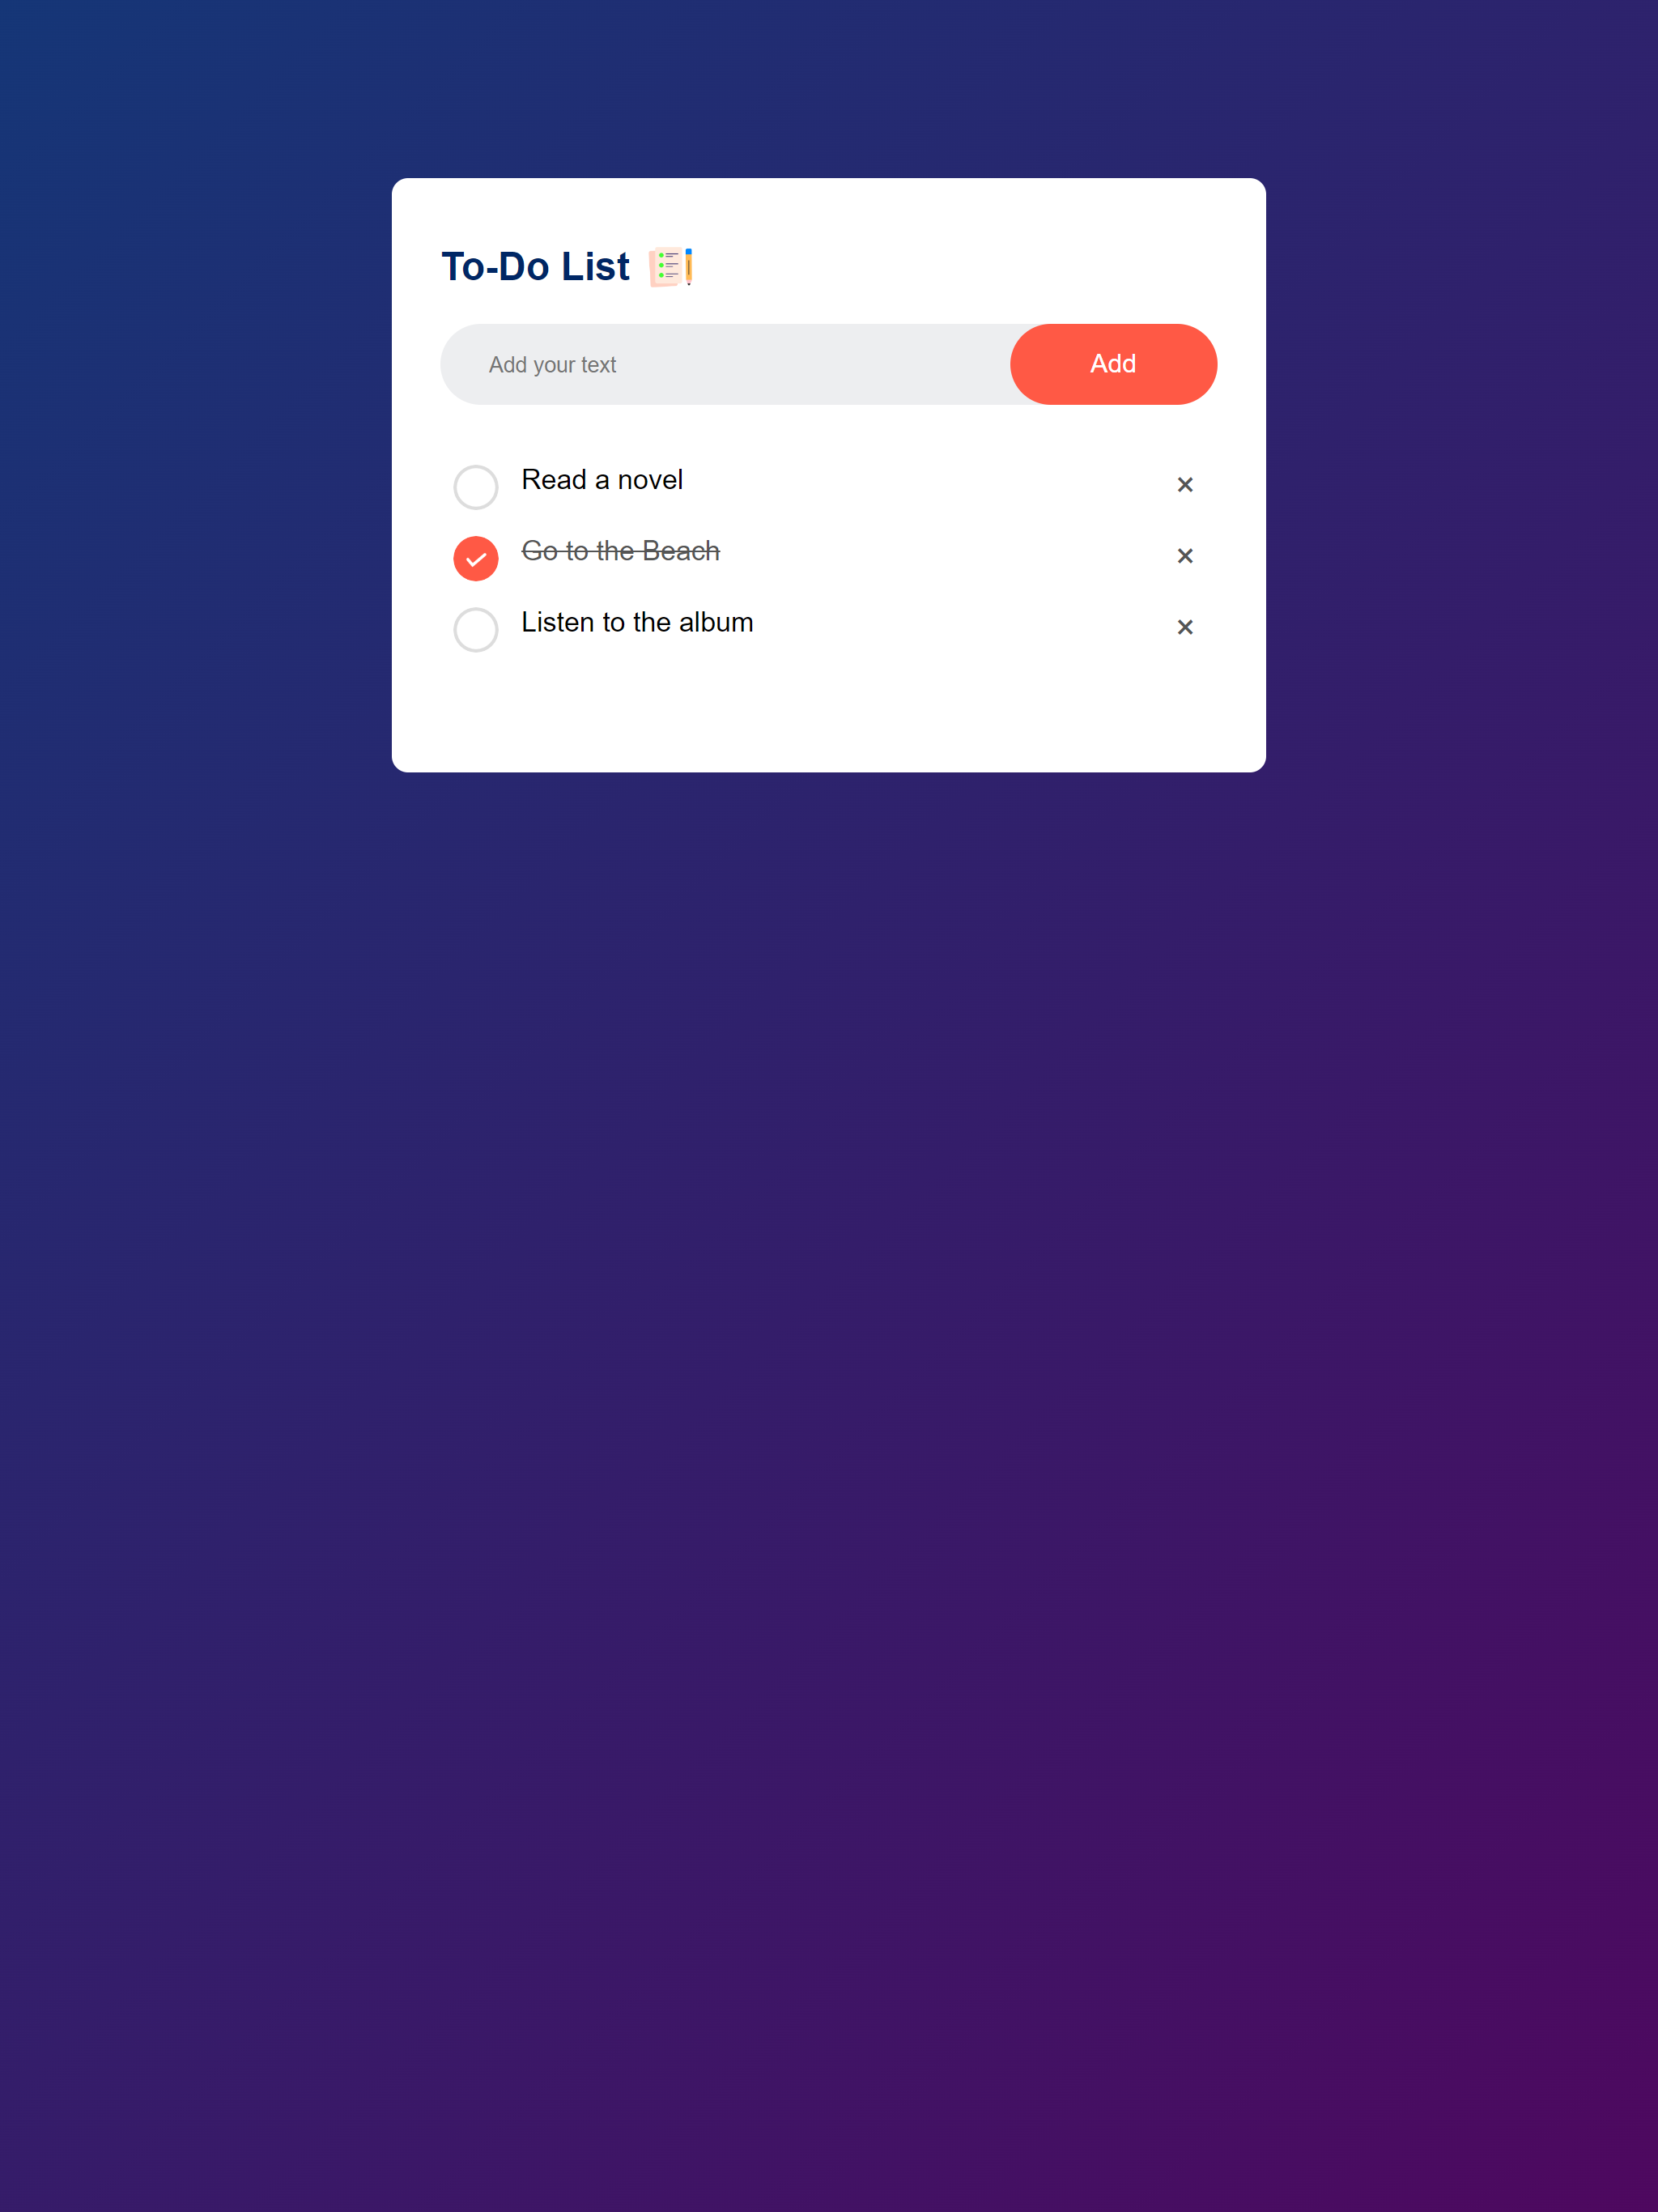 To-Do List
Add your text
Add
Read a novel
Go to the Beach
Listen to the album